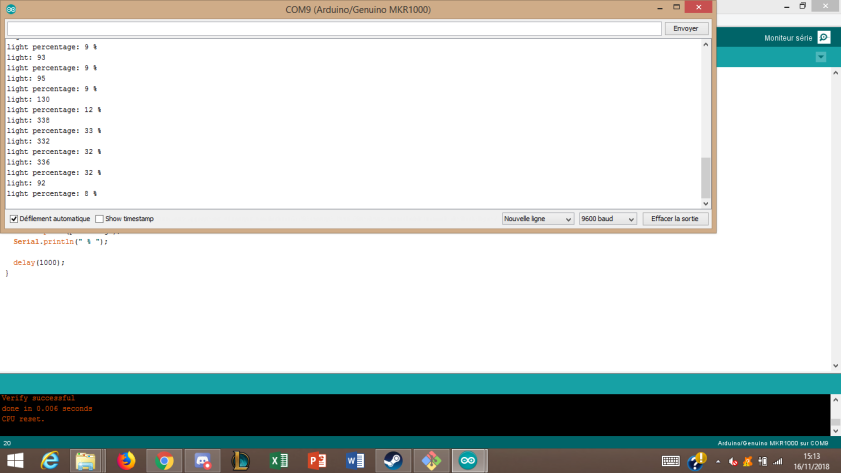 COM9 (Arduino/Genuino MKR1000)
Envoyer
Moniteur série
light percentage: 9 %
light: 93
light percentage: 9 %
light: 95
light percentage: 9 %
light: 130
light percentage: 12 %
light: 338
light percentage: 33 %
light: 332
light percentage: 32 %
light: 336
light percentage: 32 %
light: 92
light percentage: 8 %
Défilement automatique Show timestamp Nouvelle ligne 9600 baud Effacer la sortie
Serial.println(" % ");
delay(1000);
}
Verify successful
done in 0.006 seconds
CPU reset.
20 Arduino/Genuino MKR1000 sur COM9
15:13
16/11/2018